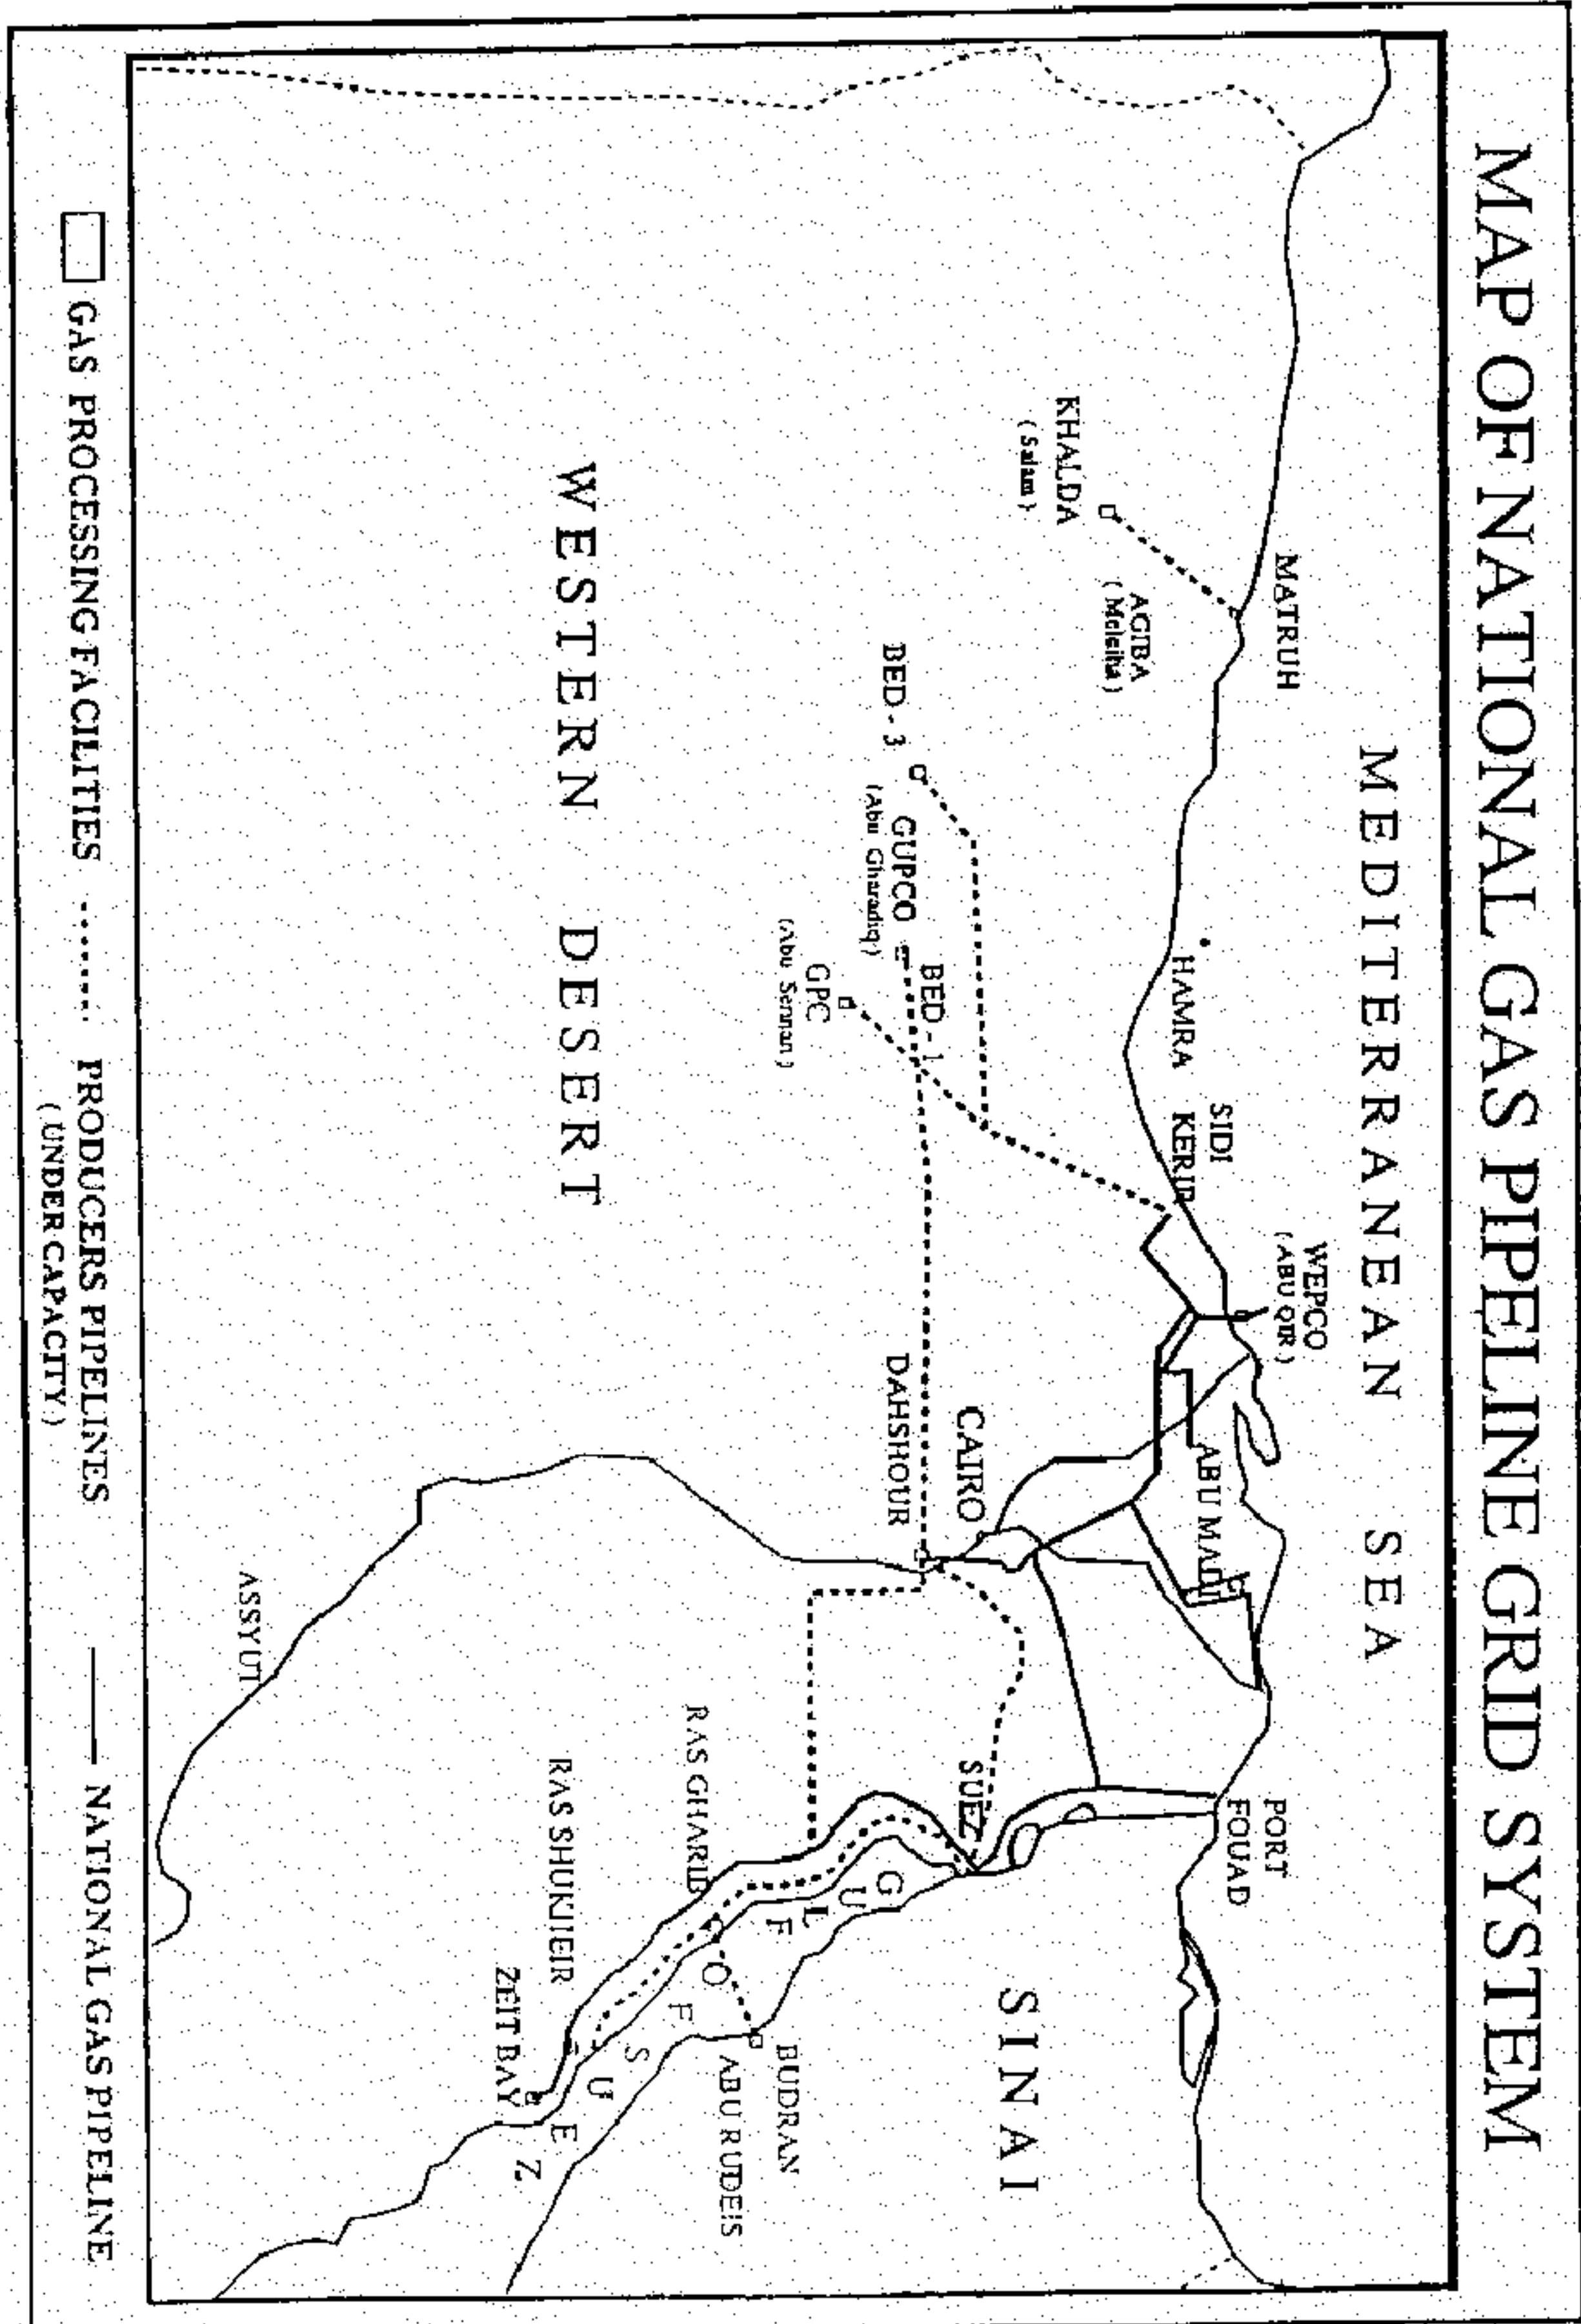 MAP OF NATIONAL GAS PIPELINE GRID SYSTEM
MEDITERRANEAN SEA
MATRUH
KHALDA
(Salam)
AGIBA
(Meleiha)
HAMRA
SIDI
KERIR
WEPCO
(ABU QIR)
ABU MADI
PORT
FOUAD
BED - 3
GUPCO
(Abu Gharadiq)
BED - 1
GPC
(Abu Sennan)
DAHSHOUR
CAIRO
SUEZ
SINAI
WESTERN DESERT
GULF OF SUEZ
RAS GHARIB
RAS SHUKHEIR
ZEIT BAY
BUDRAN
ABU RUDEIS
ASSYUT
GAS PROCESSING FACILITIES
PRODUCERS PIPELINES
(UNDER CAPACITY)
NATIONAL GAS PIPELINE